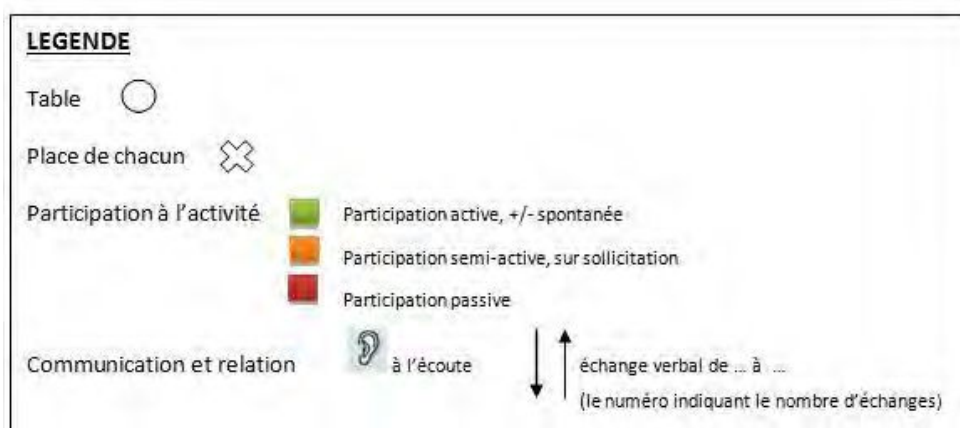 LEGENDE
Table
Place de chacun
Participation à l'activité
Participation active, +/- spontanée
Participation semi-active, sur sollicitation
Participation passive
Communication et relation à l'écoute échange verbal de ... à ...
(le numéro indiquant le nombre d'échanges)